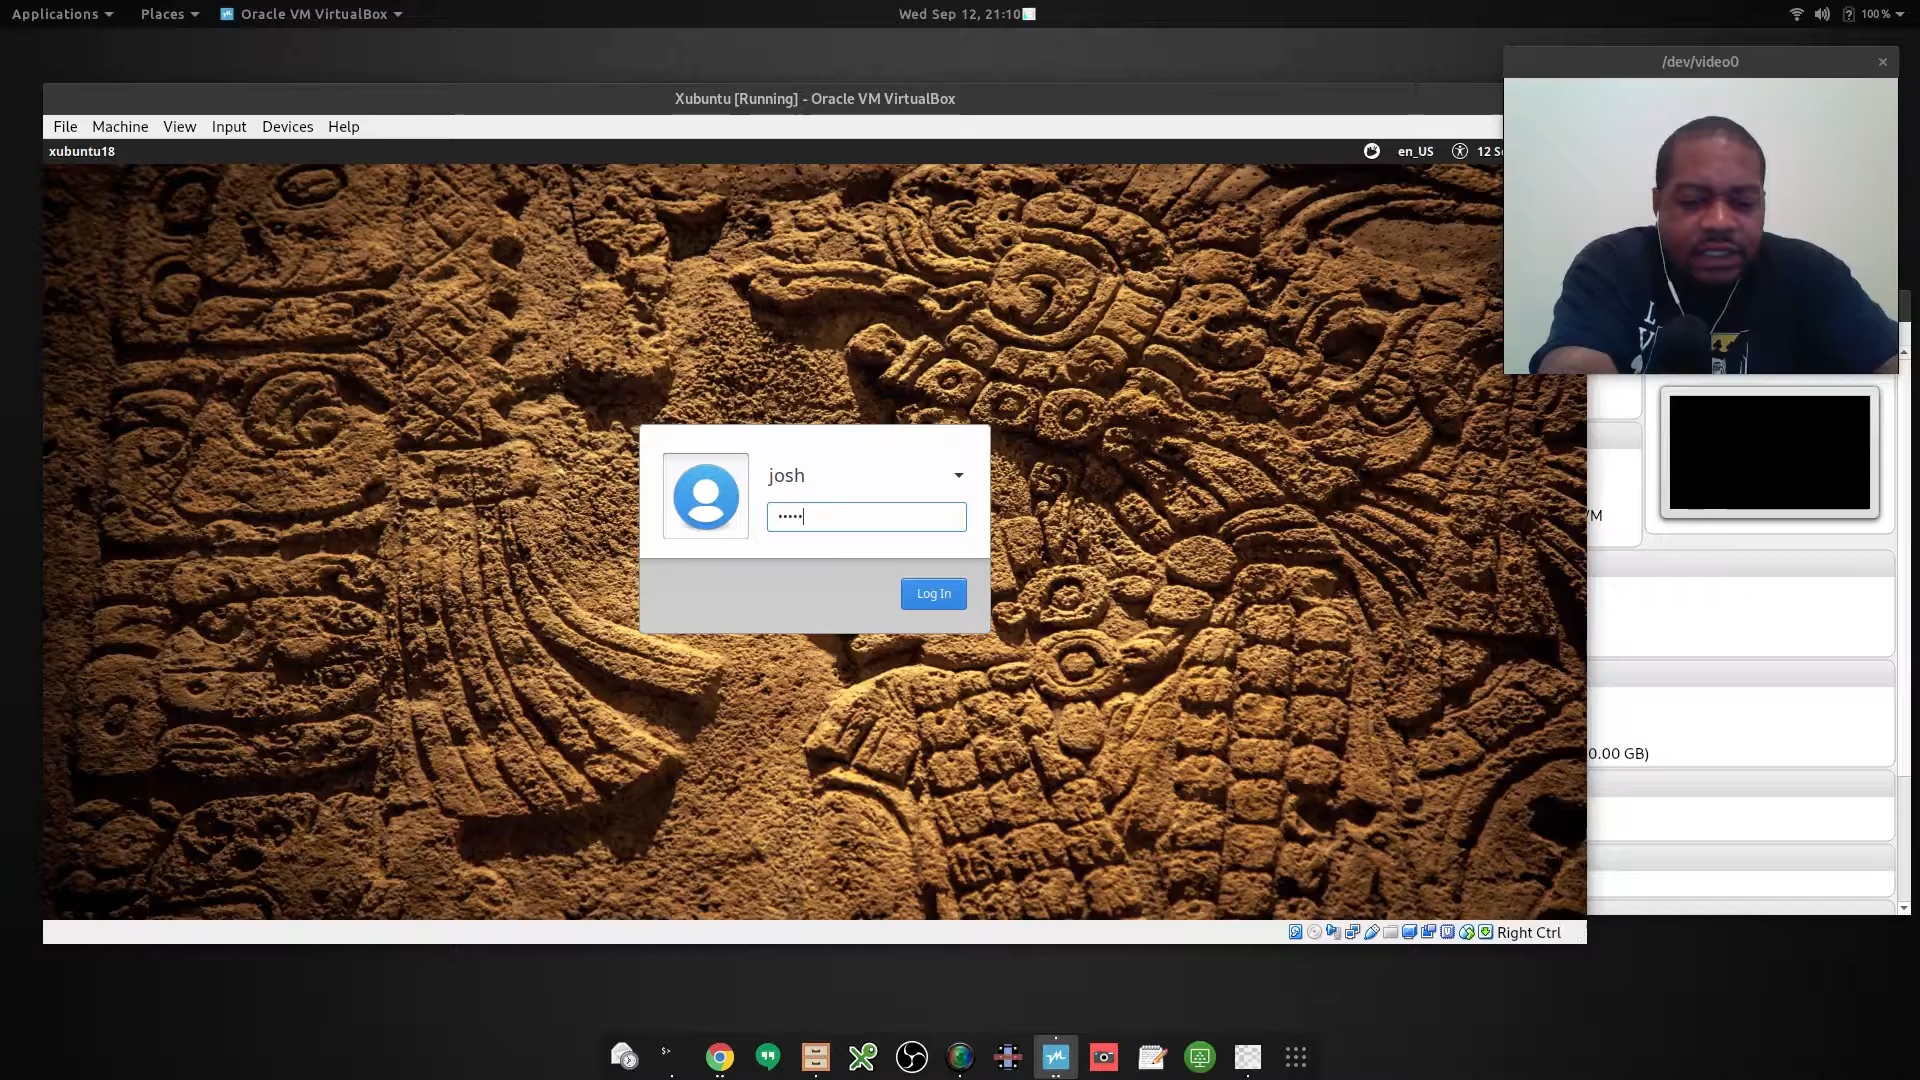 Applications
Places
Oracle VM VirtualBox
Wed Sep 12, 21:10
100 %
/dev/video0
Xubuntu [Running] - Oracle VM VirtualBox
File Machine View Input Devices Help
xubuntu18
en_US
12 S
josh
•••••
Log In
0.00 GB)
Right Ctrl